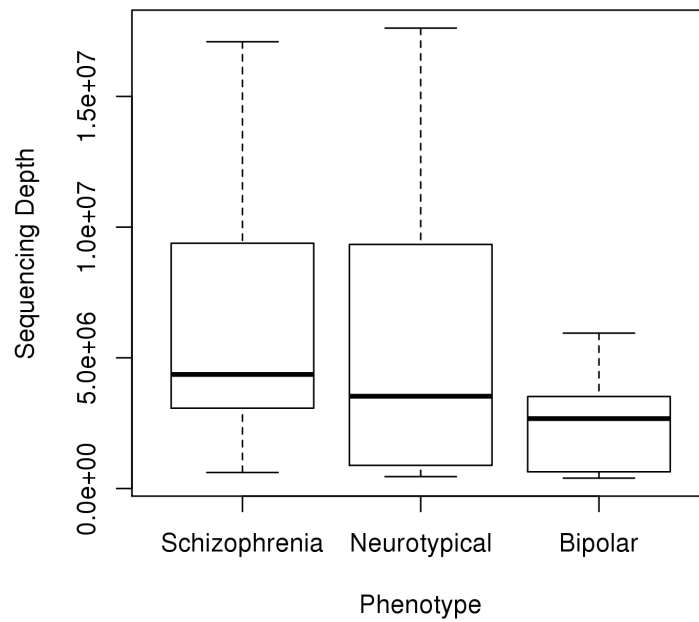 Sequencing Depth
1.5e+07
1.0e+07
5.0e+06
0.0e+00
Schizophrenia Neurotypical Bipolar
Phenotype